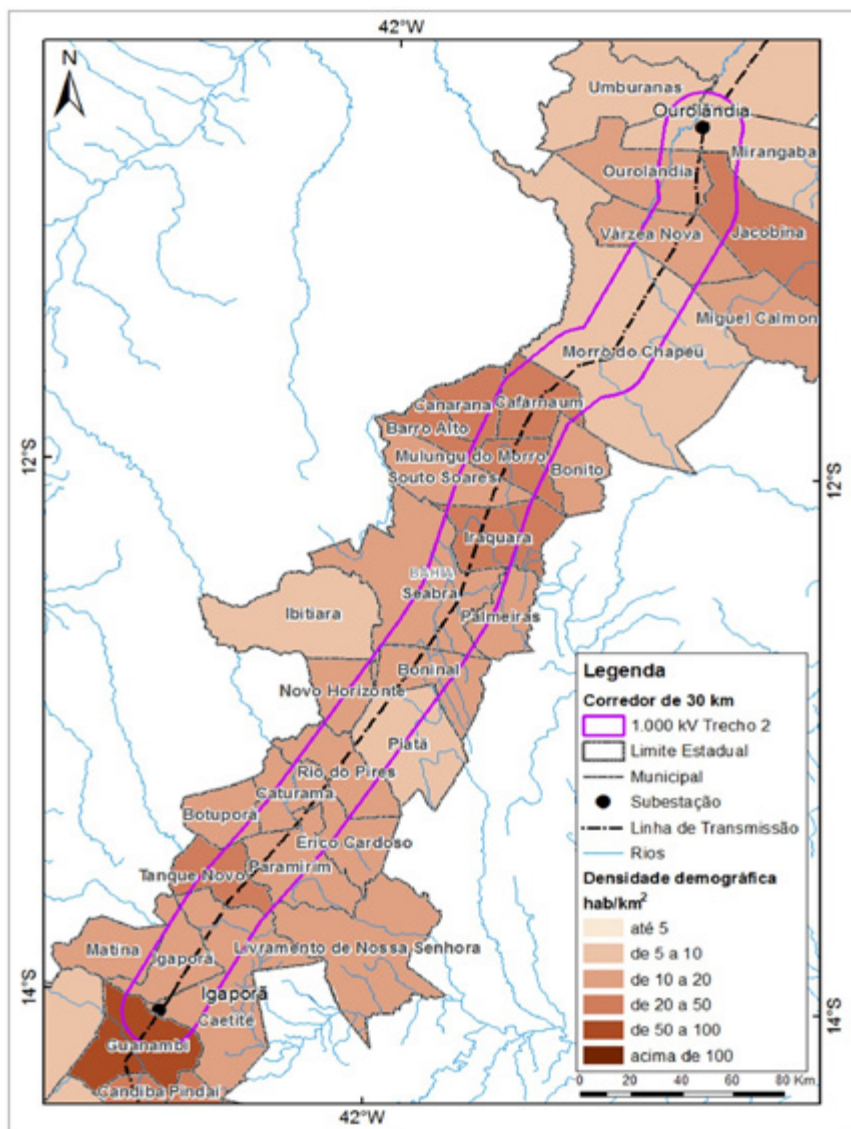 42°W
N
Umburanas
Ourolândia
Mirangaba
Ourolandia
Várzea Nova
Jacobina
Miguel Calmon
Morro do Chapéu
Canarana
Cafarnaum
Barro Alto
12°S
Mulungu do Morro
Bonito
12°S
Souto Soares
Iraquara
BAHIA
Seabra
Ibitiara
Palmeiras
Boninal
Novo Horizonte
Piatã
Rio do Pires
Caturama
Botuporã
Érico Cardoso
Tanque Novo
Paramirim
Matina
Livramento de Nossa Senhora
Igaporã
14°S
Igaporã
Caetité
14°S
Guanambi
Candiba
Pindaí
42°W
Legenda
Corredor de 30 km
1.000 kV Trecho 2
Limite Estadual
Municipal
Subestação
Linha de Transmissão
Rios
Densidade demográfica
hab/km²
até 5
de 5 a 10
de 10 a 20
de 20 a 50
de 50 a 100
acima de 100
0 20 40 60 80 Km